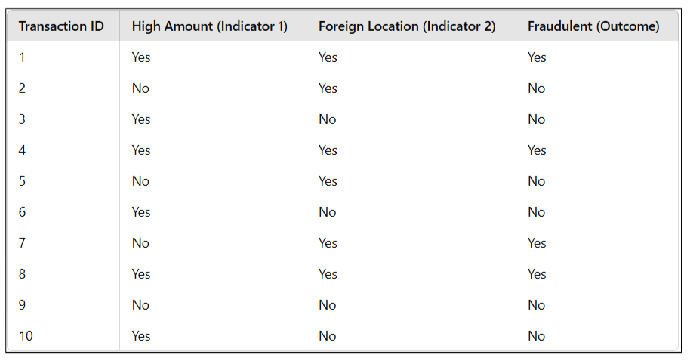 Transaction ID High Amount (Indicator 1) Foreign Location (Indicator 2) Fraudulent (Outcome)
1 Yes Yes Yes
2 No Yes No
3 Yes No No
4 Yes Yes Yes
5 No Yes No
6 Yes No No
7 No Yes Yes
8 Yes Yes Yes
9 No No No
10 Yes No No